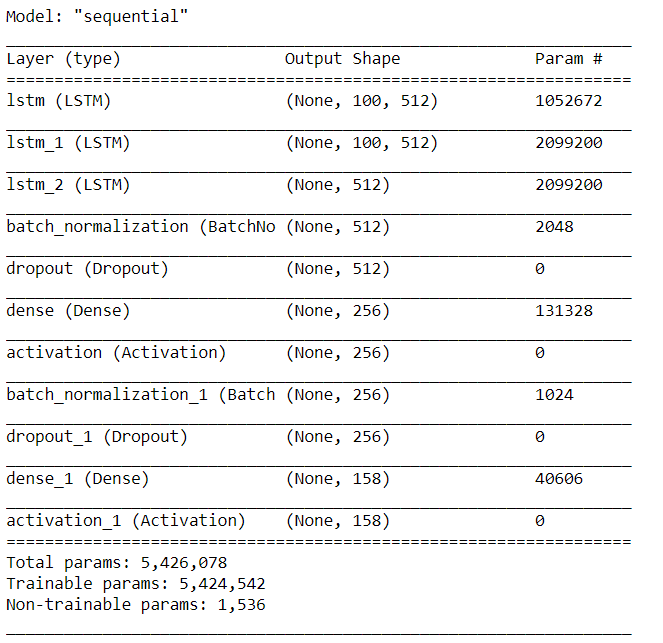 Model: "sequential"
Layer (type) Output Shape Param #
lstm (LSTM) (None, 100, 512) 1052672
lstm_1 (LSTM) (None, 100, 512) 2099200
lstm_2 (LSTM) (None, 512) 2099200
batch_normalization (BatchNo (None, 512) 2048
dropout (Dropout) (None, 512) 0
dense (Dense) (None, 256) 131328
activation (Activation) (None, 256) 0
batch_normalization_1 (Batch (None, 256) 1024
dropout_1 (Dropout) (None, 256) 0
dense_1 (Dense) (None, 158) 40606
activation_1 (Activation) (None, 158) 0
Total params: 5,426,078
Trainable params: 5,424,542
Non-trainable params: 1,536